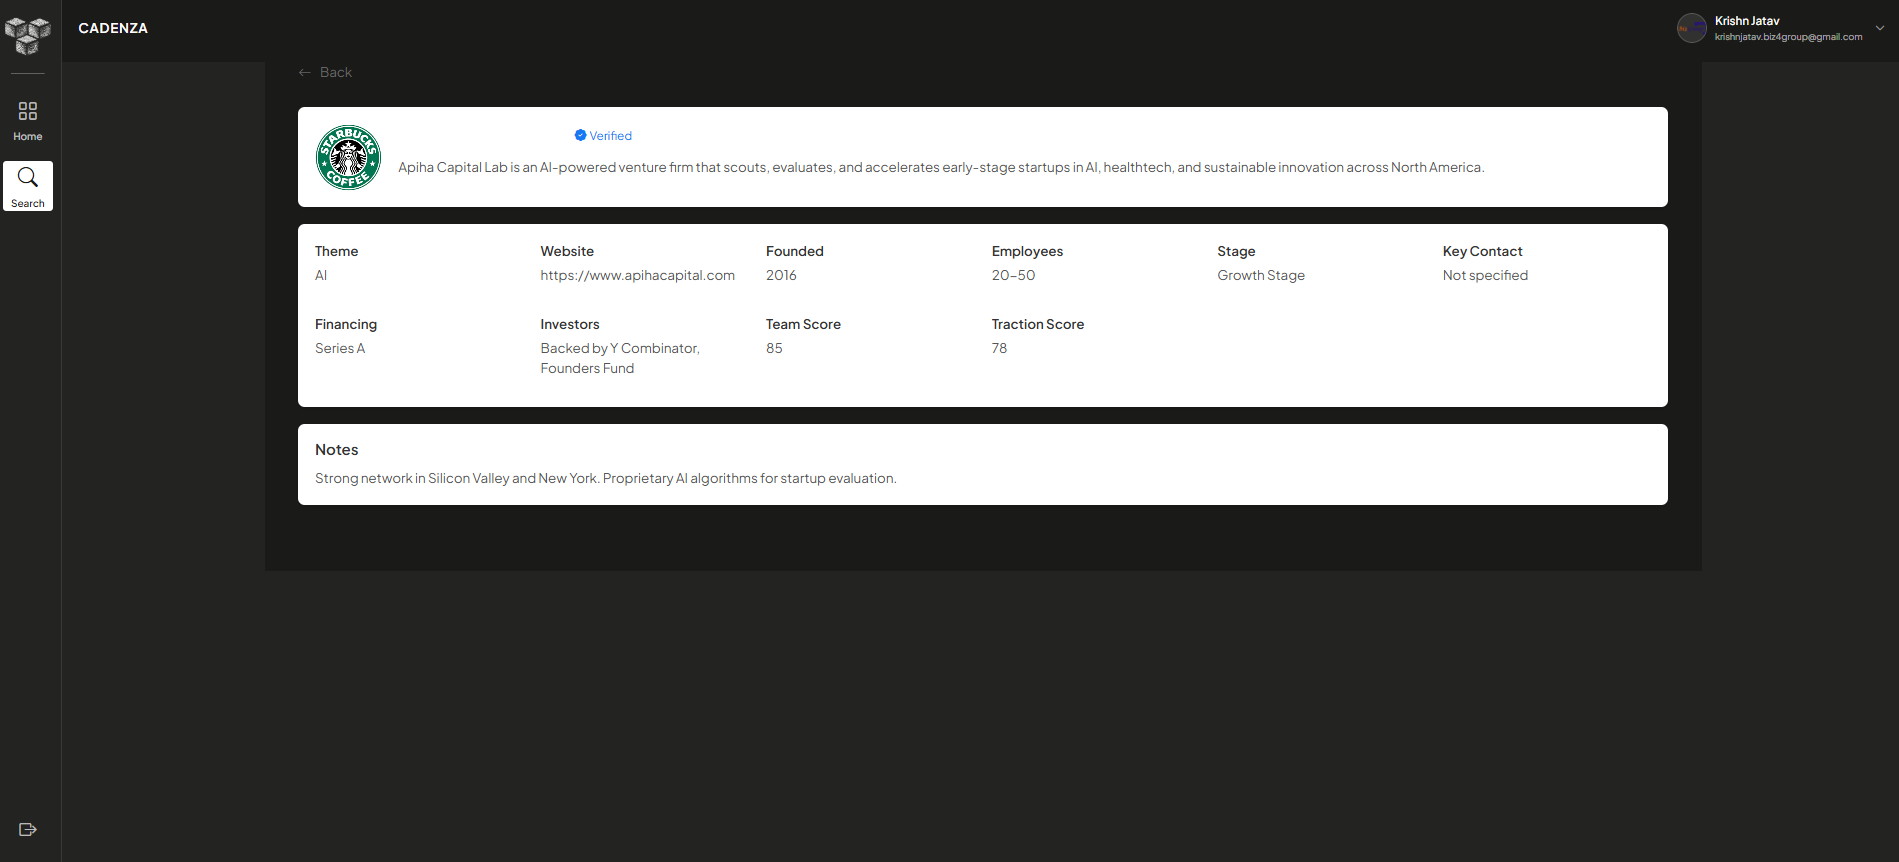 CADENZA
Krishn Jatav
krishnjatav.biz4group@gmail.com
Home
Search
← Back
STARBUCKS
COFFEE
Verified
Apiha Capital Lab is an AI-powered venture firm that scouts, evaluates, and accelerates early-stage startups in AI, healthtech, and sustainable innovation across North America.
Theme Website Founded Employees Stage Key Contact
AI https://www.apihacapital.com 2016 20-50 Growth Stage Not specified
Financing Investors Team Score Traction Score
Series A Backed by Y Combinator, 85 78
Founders Fund
Notes
Strong network in Silicon Valley and New York. Proprietary AI algorithms for startup evaluation.